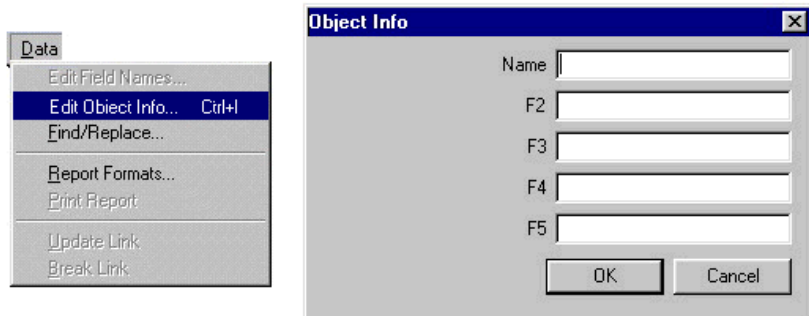 Data
Edit Field Names...
Edit Object Info... Ctrl+I
Find/Replace...
Report Formats...
Print Report
Update Link
Break Link
Object Info
Name
F2
F3
F4
F5
OK Cancel